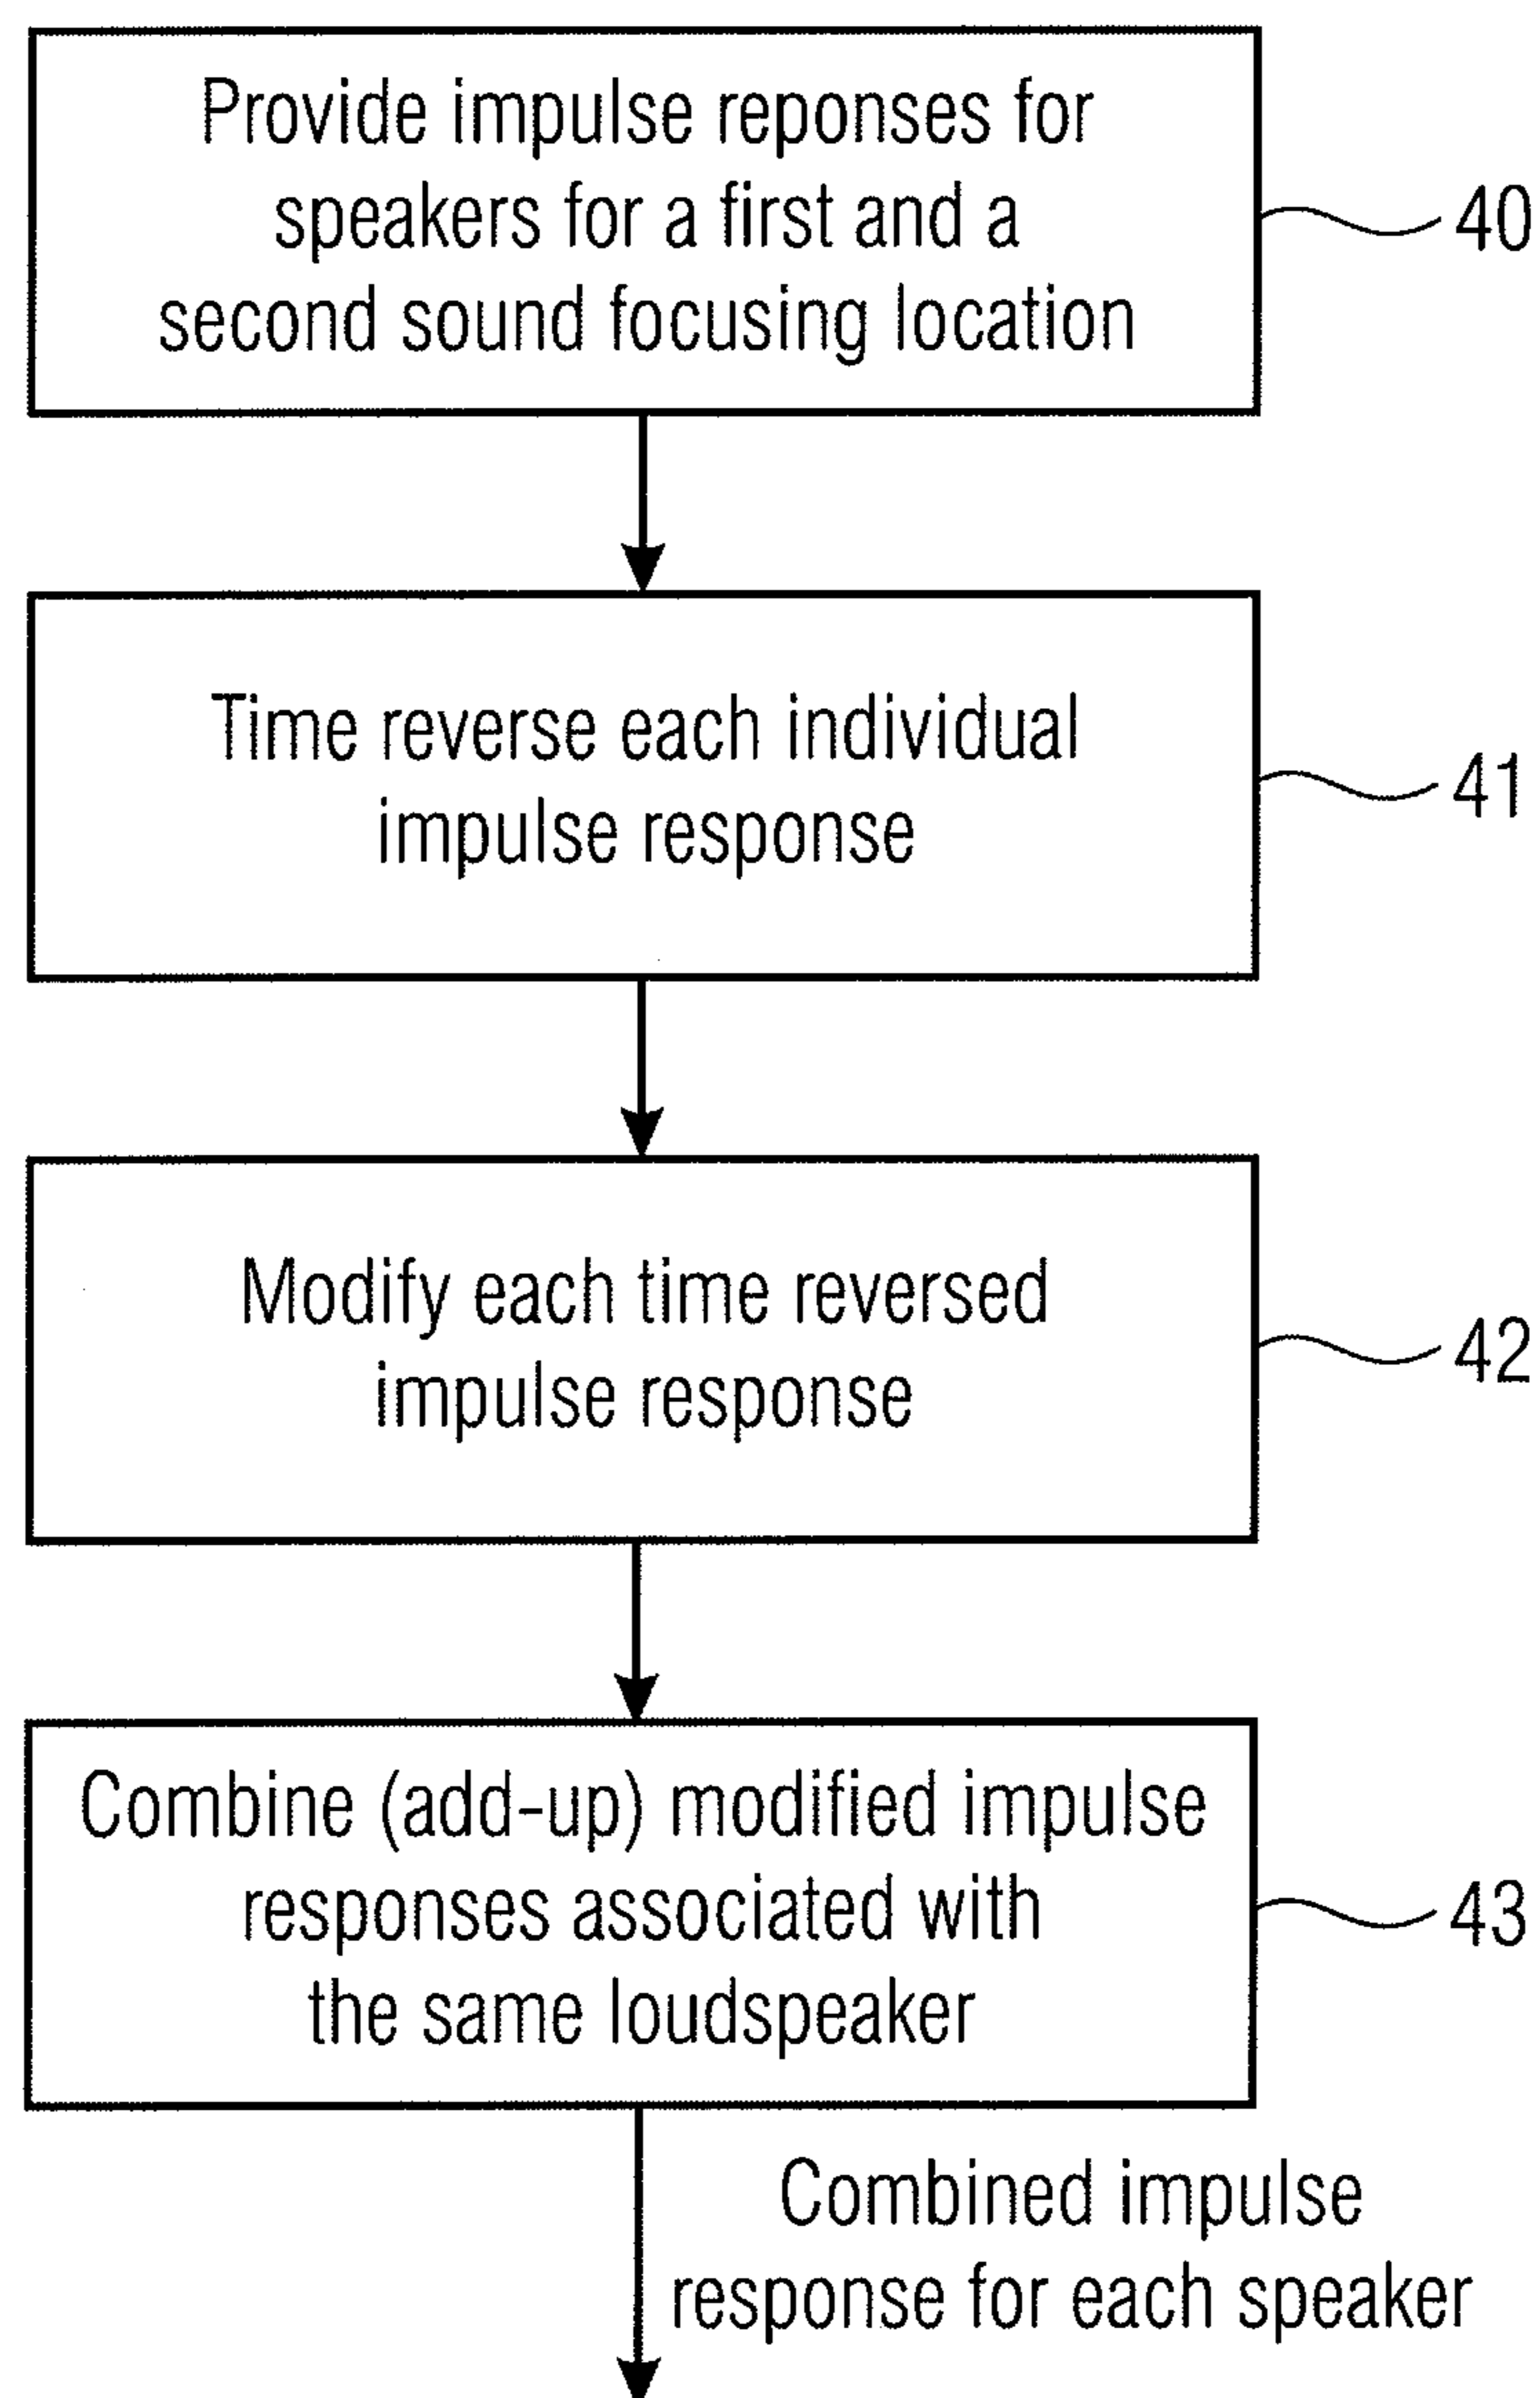 Provide impulse reponses for
speakers for a first and a
second sound focusing location
40
Time reverse each individual
impulse response
41
Modify each time reversed
impulse response
42
Combine (add-up) modified impulse
responses associated with
the same loudspeaker
43
Combined impulse
response for each speaker